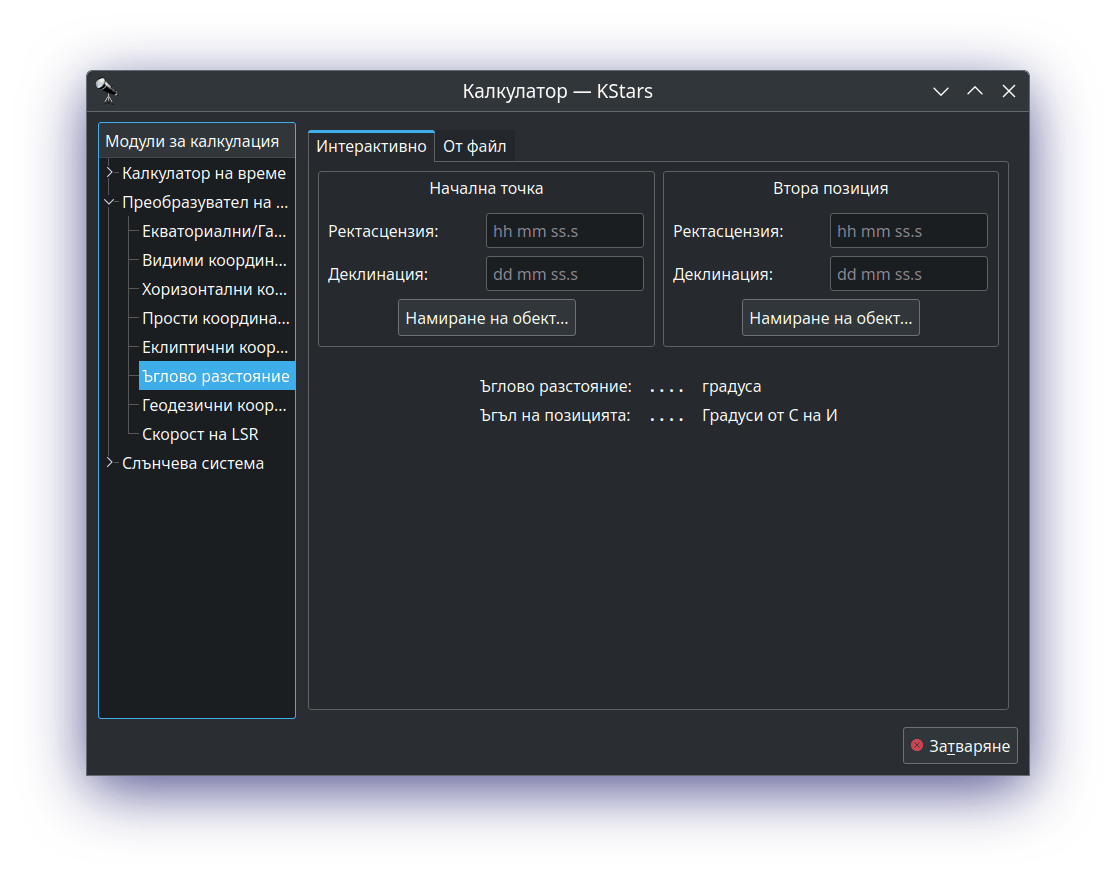 Калкулатор — KStars
Модули за калкулация
Калкулатор на време
Преобразувател на ...
Екваториални/Га...
Видими координ...
Хоризонтални ко...
Прости координа...
Еклиптични коор...
Ъглово разстояние
Геодезични коор...
Скорост на LSR
Слънчева система
Интерактивно От файл
Начална точка
Ректасцензия: hh mm ss.s
Деклинация: dd mm ss.s
Намиране на обект...
Втора позиция
Ректасцензия: hh mm ss.s
Деклинация: dd mm ss.s
Намиране на обект...
Ъглово разстояние: .... градуса
Ъгъл на позицията: .... Градуси от С на И
Затваряне